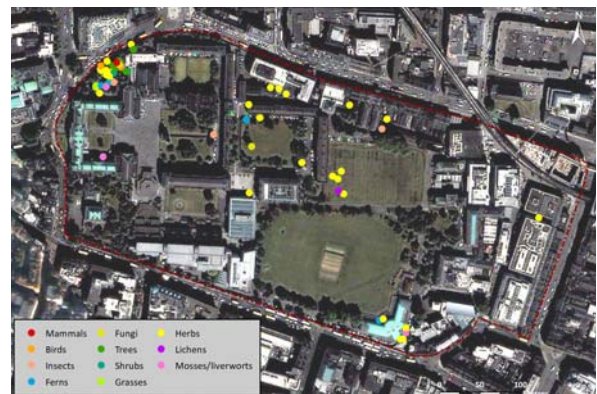 N
Mammals Fungi Herbs
Birds Trees Lichens
Insects Shrubs Mosses/liverworts
Ferns Grasses
0 50 100